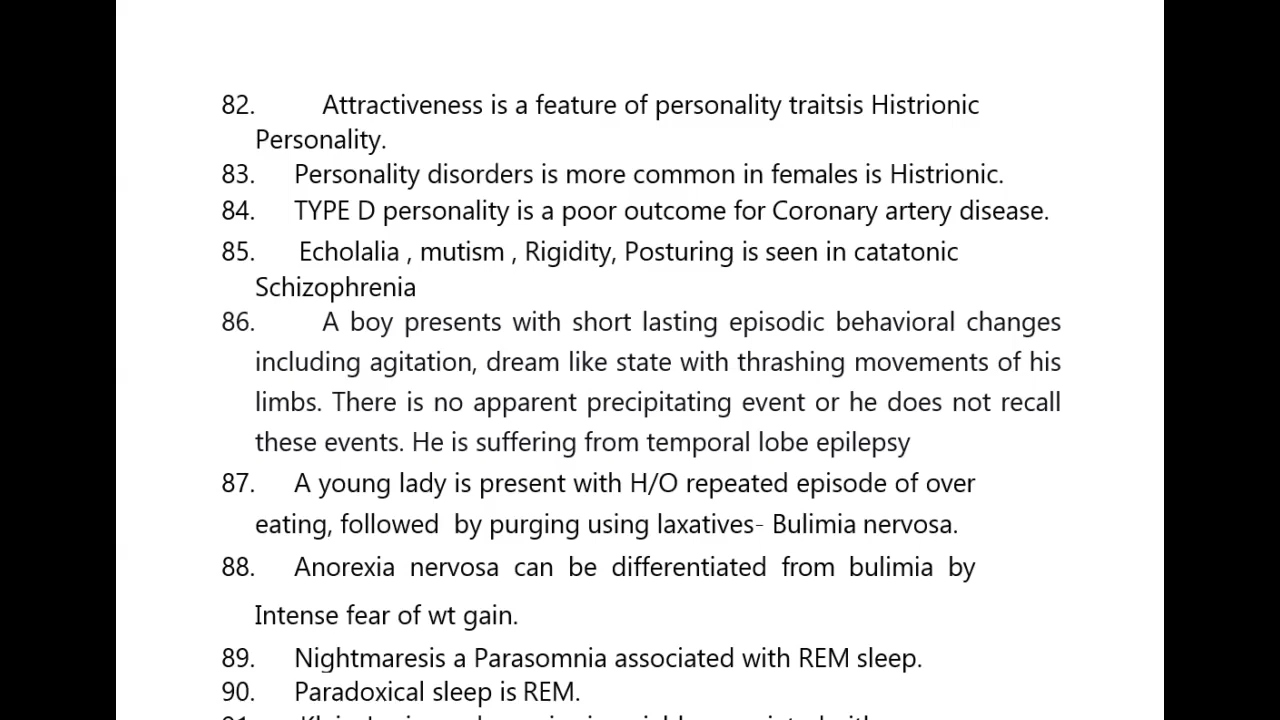 82. Attractiveness is a feature of personality traitsis Histrionic
Personality.
83. Personality disorders is more common in females is Histrionic.
84. TYPE D personality is a poor outcome for Coronary artery disease.
85. Echolalia , mutism , Rigidity, Posturing is seen in catatonic
Schizophrenia
86. A boy presents with short lasting episodic behavioral changes
including agitation, dream like state with thrashing movements of his
limbs. There is no apparent precipitating event or he does not recall
these events. He is suffering from temporal lobe epilepsy
87. A young lady is present with H/O repeated episode of over
eating, followed by purging using laxatives- Bulimia nervosa.
88. Anorexia nervosa can be differentiated from bulimia by
Intense fear of wt gain.
89. Nightmaresis a Parasomnia associated with REM sleep.
90. Paradoxical sleep is REM.
91.